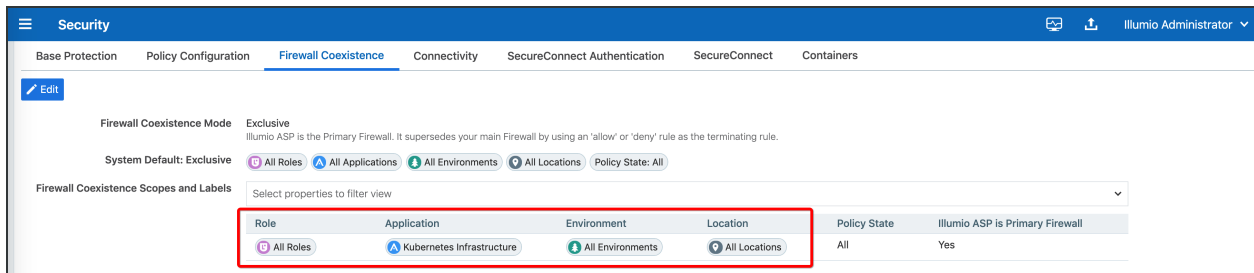 Security
Illumio Administrator
Base Protection Policy Configuration Firewall Coexistence Connectivity SecureConnect Authentication SecureConnect Containers
Edit
Firewall Coexistence Mode Exclusive
Illumio ASP is the Primary Firewall. It supersedes your main Firewall by using an 'allow' or 'deny' rule as the terminating rule.
System Default: Exclusive All Roles All Applications All Environments All Locations Policy State: All
Firewall Coexistence Scopes and Labels Select properties to filter view
Role Application Environment Location Policy State Illumio ASP is Primary Firewall
All Roles Kubernetes Infrastructure All Environments All Locations All Yes